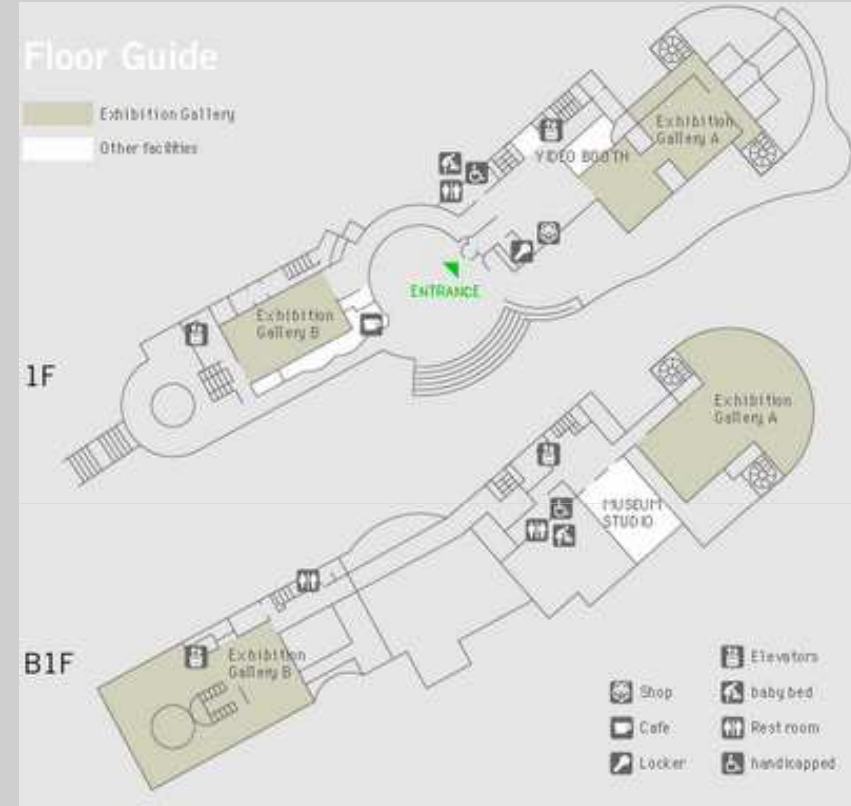 Floor Guide
Exhibition Gallery
Other facilities
Exhibition
Gallery A
VIDEO BOOTH
ENTRANCE
Exhibition
Gallery B
1F
Exhibition
Gallery A
MUSEUM
STUDIO
B1F
Exhibition
Gallery B
Elevators
Shop
baby bed
Cafe
Rest room
Locker
handicapped